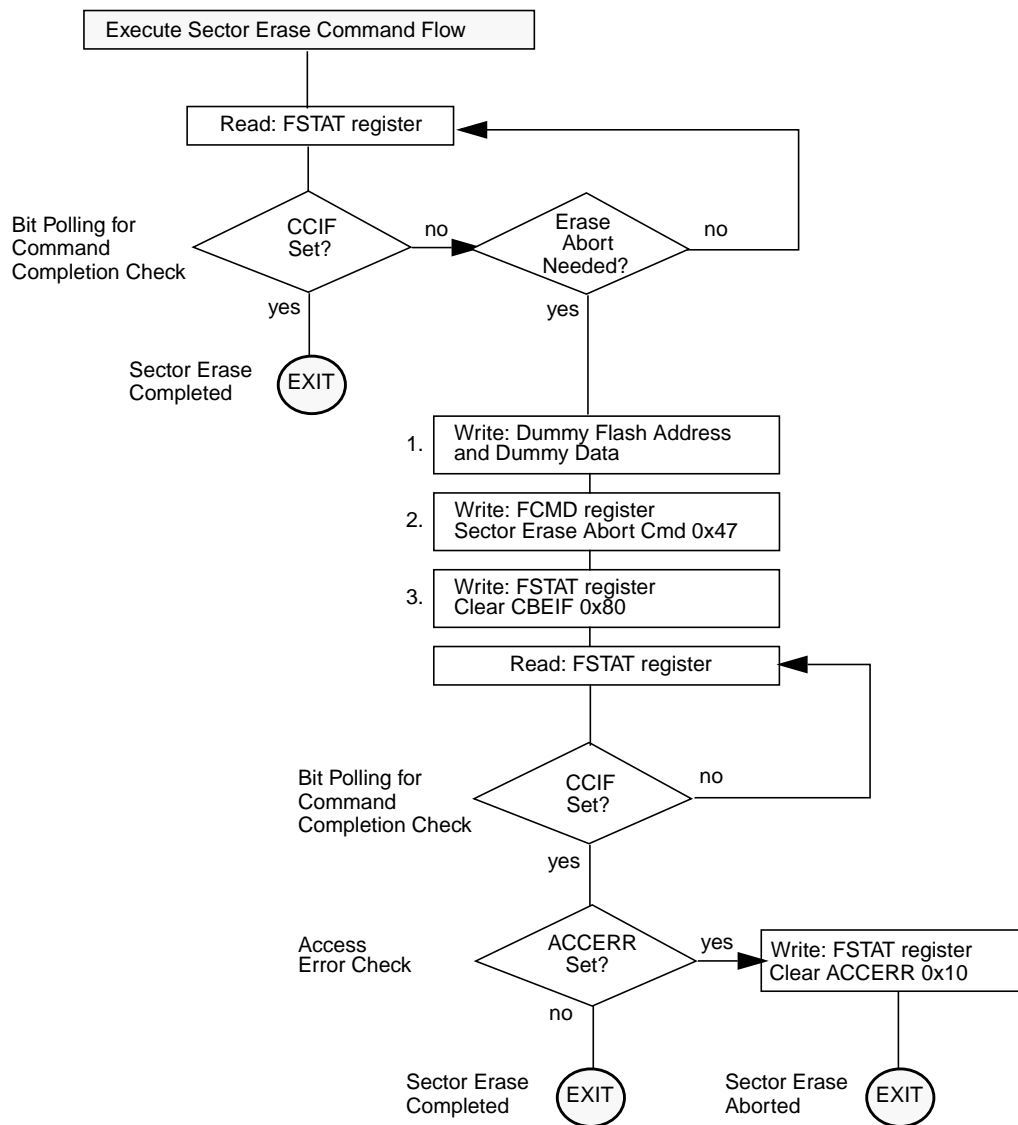 Execute Sector Erase Command Flow
Read: FSTAT register
Bit Polling for
Command
Completion Check
CCIF
Set?
no
Erase
Abort
Needed?
no
yes
yes
Sector Erase
Completed
EXIT
1.
Write: Dummy Flash Address
and Dummy Data
2.
Write: FCMD register
Sector Erase Abort Cmd 0x47
3.
Write: FSTAT register
Clear CBEIF 0x80
Read: FSTAT register
Bit Polling for
Command
Completion Check
CCIF
Set?
no
yes
Access
Error Check
ACCERR
Set?
yes
Write: FSTAT register
Clear ACCERR 0x10
no
Sector Erase
Completed
EXIT
Sector Erase
Aborted
EXIT